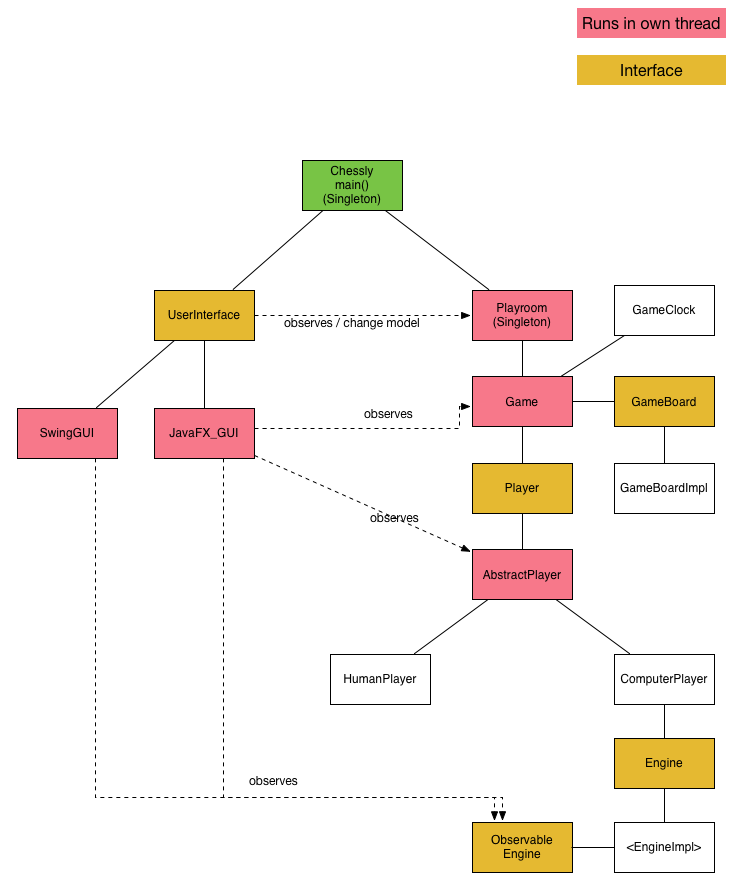 Runs in own thread
Interface
Chessly
main()
(Singleton)
UserInterface
observes / change model
Playroom
(Singleton)
GameClock
SwingGUI
JavaFX_GUI
observes
Game
GameBoard
Player
GameBoardImpl
observes
AbstractPlayer
HumanPlayer
ComputerPlayer
Engine
observes
Observable
Engine
<EngineImpl>